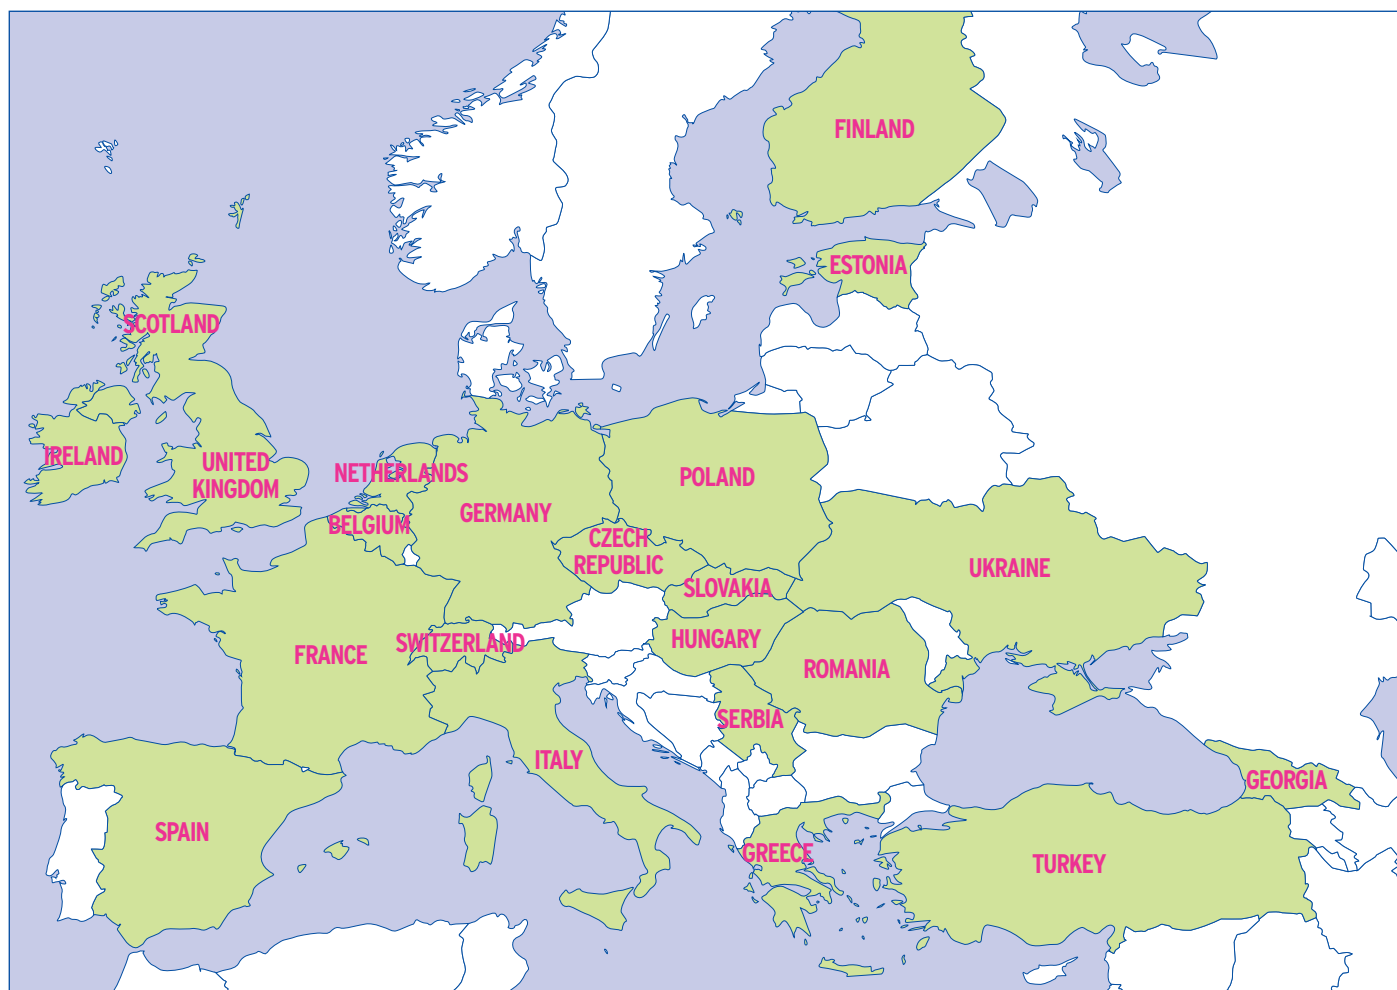 FINLAND
ESTONIA
SCOTLAND
IRELAND
UNITED
KINGDOM
NETHERLANDS
POLAND
BELGIUM
GERMANY
CZECH
REPUBLIC
UKRAINE
SLOVAKIA
FRANCE
SWITZERLAND
HUNGARY
ROMANIA
SERBIA
ITALY
GEORGIA
SPAIN
GREECE
TURKEY